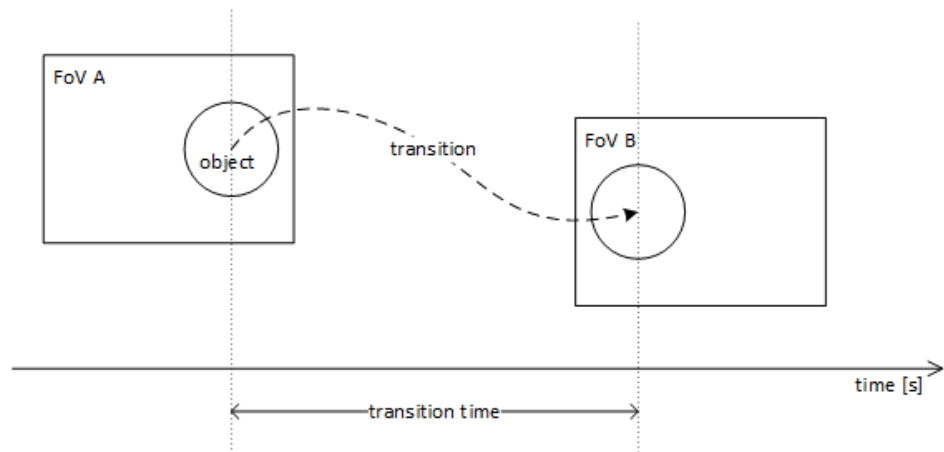 FoV A
object
transition
FoV B
time [s]
transition time